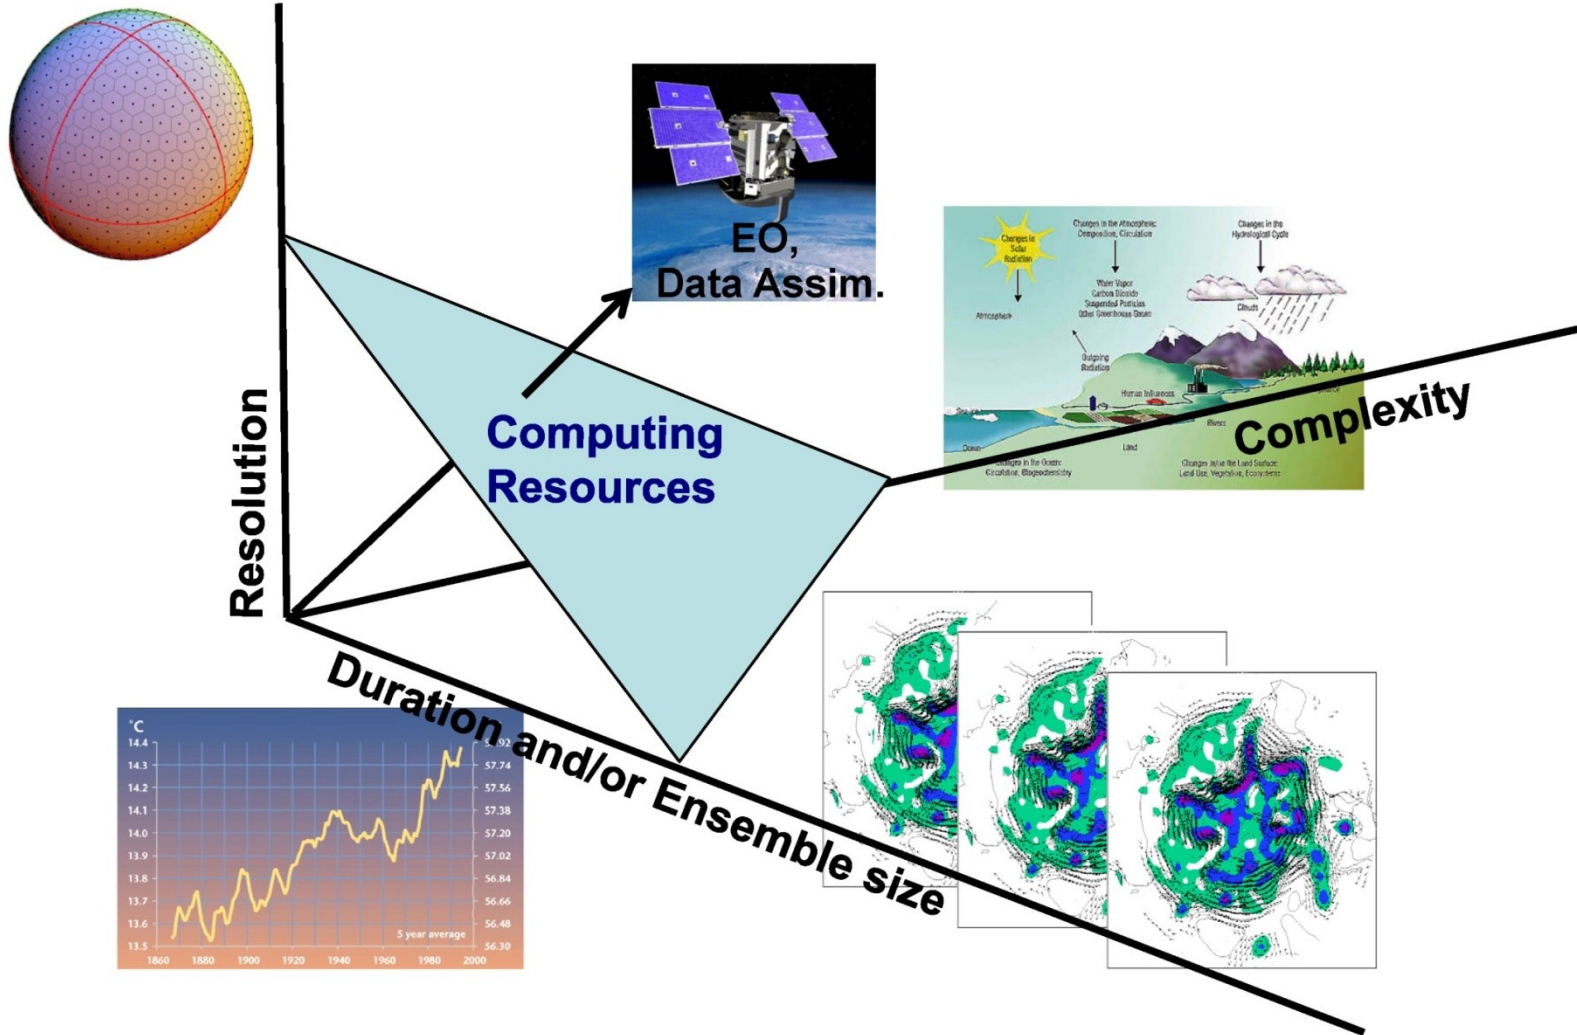 EO,
Data Assim.
Changes in
Solar
Radiation
Changes in the Atmosphere:
Composition, Circulation
Changes in the
Hydrological Cycle
Water Vapor
Carbon Dioxide
Suspended Particles
Other Greenhouse Gases
Atmosphere
Clouds
Outgoing
Radiation
Human Influences
Rivers
Land
Ocean
Changes in the Ocean:
Circulation, Biogeochemistry
Changes in/on the Land Surface:
Land Use, Vegetation, Ecosystems
Complexity
Computing
Resources
Resolution
Duration and/or Ensemble size
°C
14.4
14.3
14.2
14.1
14.0
13.9
13.8
13.7
13.6
13.5
57.74
57.56
57.38
57.20
57.02
56.84
56.66
56.48
56.30
5 year average
1860 1880 1900 1920 1940 1960 1980 2000